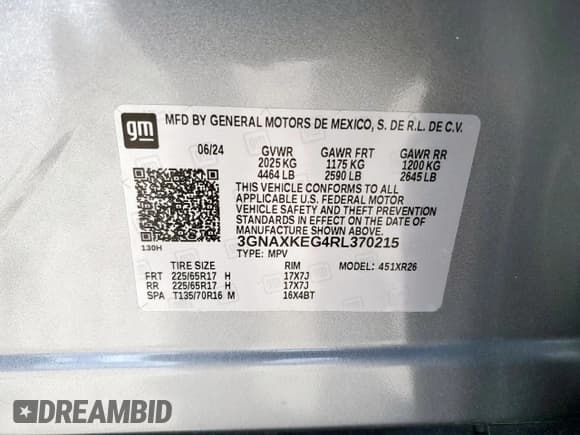 gm
MFD BY GENERAL MOTORS DE MEXICO, S. DE R.L. DE C.V.
06/24 GVWR GAWR FRT GAWR RR
2025 KG 1175 KG 1200 KG
4464 LB 2590 LB 2645 LB
THIS VEHICLE CONFORMS TO ALL
APPLICABLE U.S. FEDERAL MOTOR
VEHICLE SAFETY AND THEFT PREVENTION
STANDARDS IN EFFECT ON THE DATE OF
MANUFACTURE SHOWN ABOVE.
3GNAXKEG4RL370215
130H TYPE: MPV
TIRE SIZE RIM MODEL: 451XR26
FRT 225/65R17 H 17X7J
RR 225/65R17 H 17X7J
SPA T135/70R16 M 16X4BT
DREAMBID